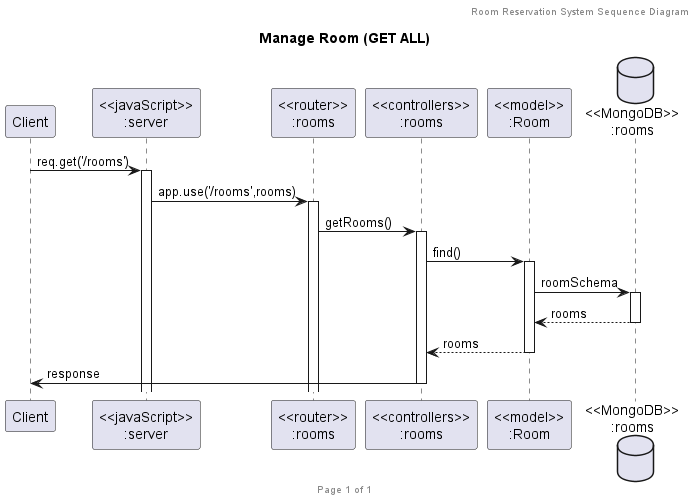 Room Reservation System Sequence Diagram
Manage Room (GET ALL)
Client
<<javaScript>>
:server
<<router>>
:rooms
<<controllers>>
:rooms
<<model>>
:Room
<<MongoDB>>
:rooms
req.get('/rooms')
app.use('/rooms',rooms)
getRooms()
find()
roomSchema
rooms
rooms
response
Client
<<javaScript>>
:server
<<router>>
:rooms
<<controllers>>
:rooms
<<model>>
:Room
<<MongoDB>>
:rooms
Page 1 of 1